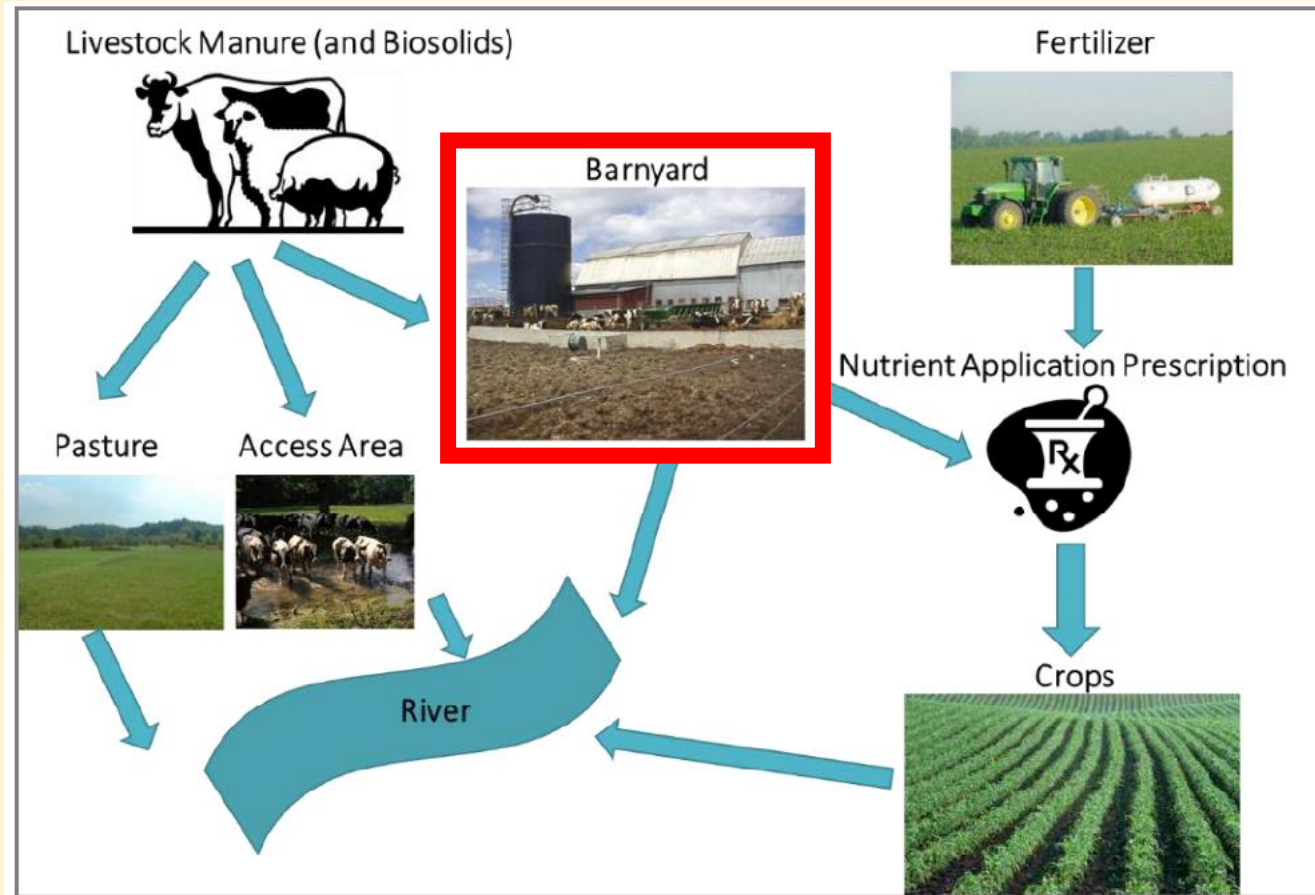 Livestock Manure (and Biosolids)
Fertilizer
Barnyard
Nutrient Application Prescription
Rx
Pasture
Access Area
River
Crops